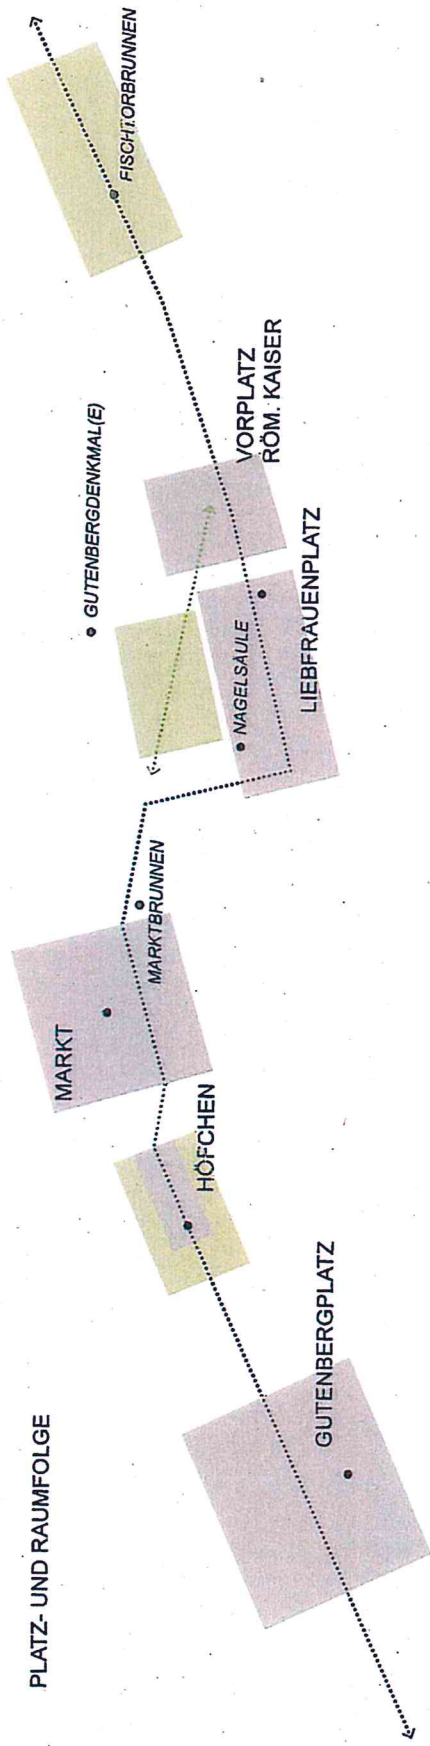 PLATZ- UND RAUMFOLGE
GUTENBERGPLATZ
HÖFCHEN
MARKT
MARKTBRUNNEN
NAGELSÄULE
LIEBFRAUENPLATZ
GUTENBERGDENKMAL(E)
VORPLATZ
RÖM. KAISER
FISCHTORBRUNNEN